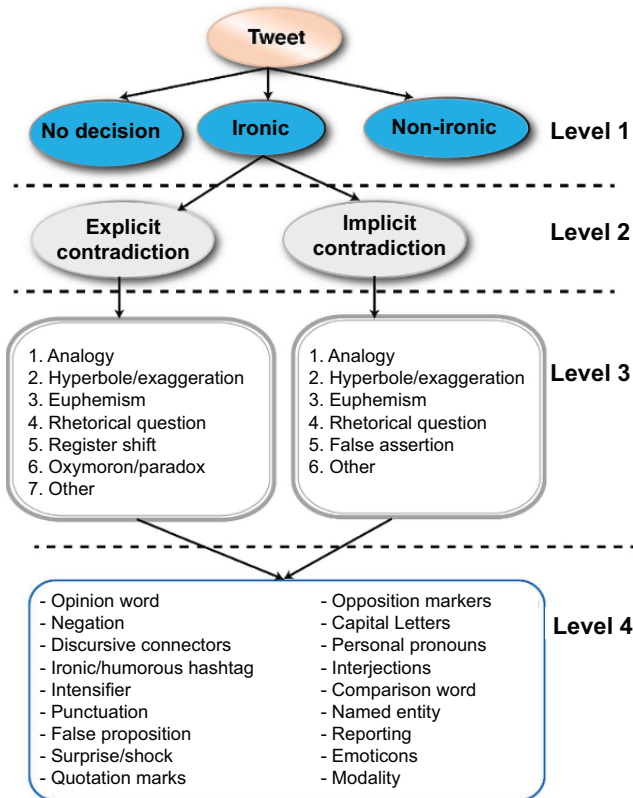 Tweet
No decision
Ironic
Non-ironic
Level 1
Explicit
contradiction
Implicit
contradiction
Level 2
1. Analogy
2. Hyperbole/exaggeration
3. Euphemism
4. Rhetorical question
5. Register shift
6. Oxymoron/paradox
7. Other
1. Analogy
2. Hyperbole/exaggeration
3. Euphemism
4. Rhetorical question
5. False assertion
6. Other
Level 3
- Opinion word
- Negation
- Discursive connectors
- Ironic/humorous hashtag
- Intensifier
- Punctuation
- False proposition
- Surprise/shock
- Quotation marks
- Opposition markers
- Capital Letters
- Personal pronouns
- Interjections
- Comparison word
- Named entity
- Reporting
- Emoticons
- Modality
Level 4